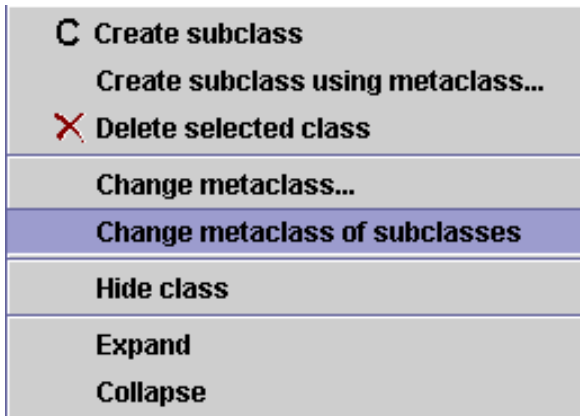 C Create subclass
Create subclass using metaclass...
Delete selected class
Change metaclass...
Change metaclass of subclasses
Hide class
Expand
Collapse